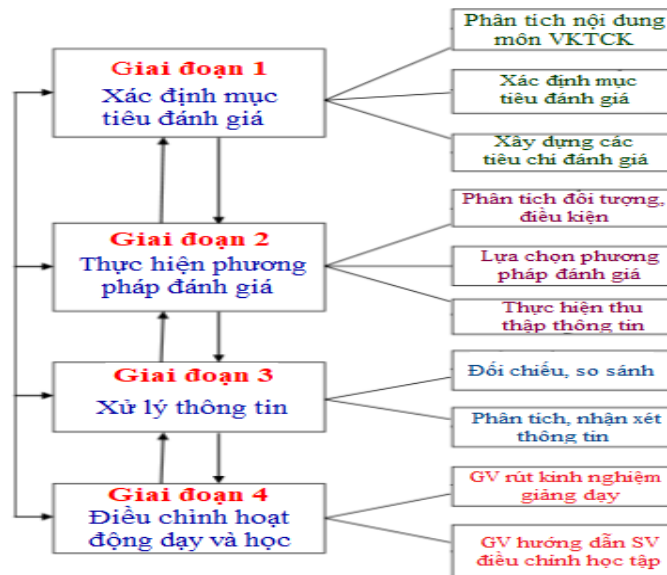 Giai đoạn 1
Xác định mục
tiêu đánh giá
Phân tích nội dung
môn VKTCK
Xác định mục
tiêu đánh giá
Xây dựng các
tiêu chí đánh giá
Giai đoạn 2
Thực hiện phương
pháp đánh giá
Phân tích đối tượng,
điều kiện
Lựa chọn phương
pháp đánh giá
Thực hiện thu
thập thông tin
Giai đoạn 3
Xử lý thông tin
Đối chiếu, so sánh
Phân tích, nhận xét
thông tin
Giai đoạn 4
Điều chỉnh hoạt
động dạy và học
GV rút kinh nghiệm
giảng dạy
GV hướng dẫn SV
điều chỉnh học tập